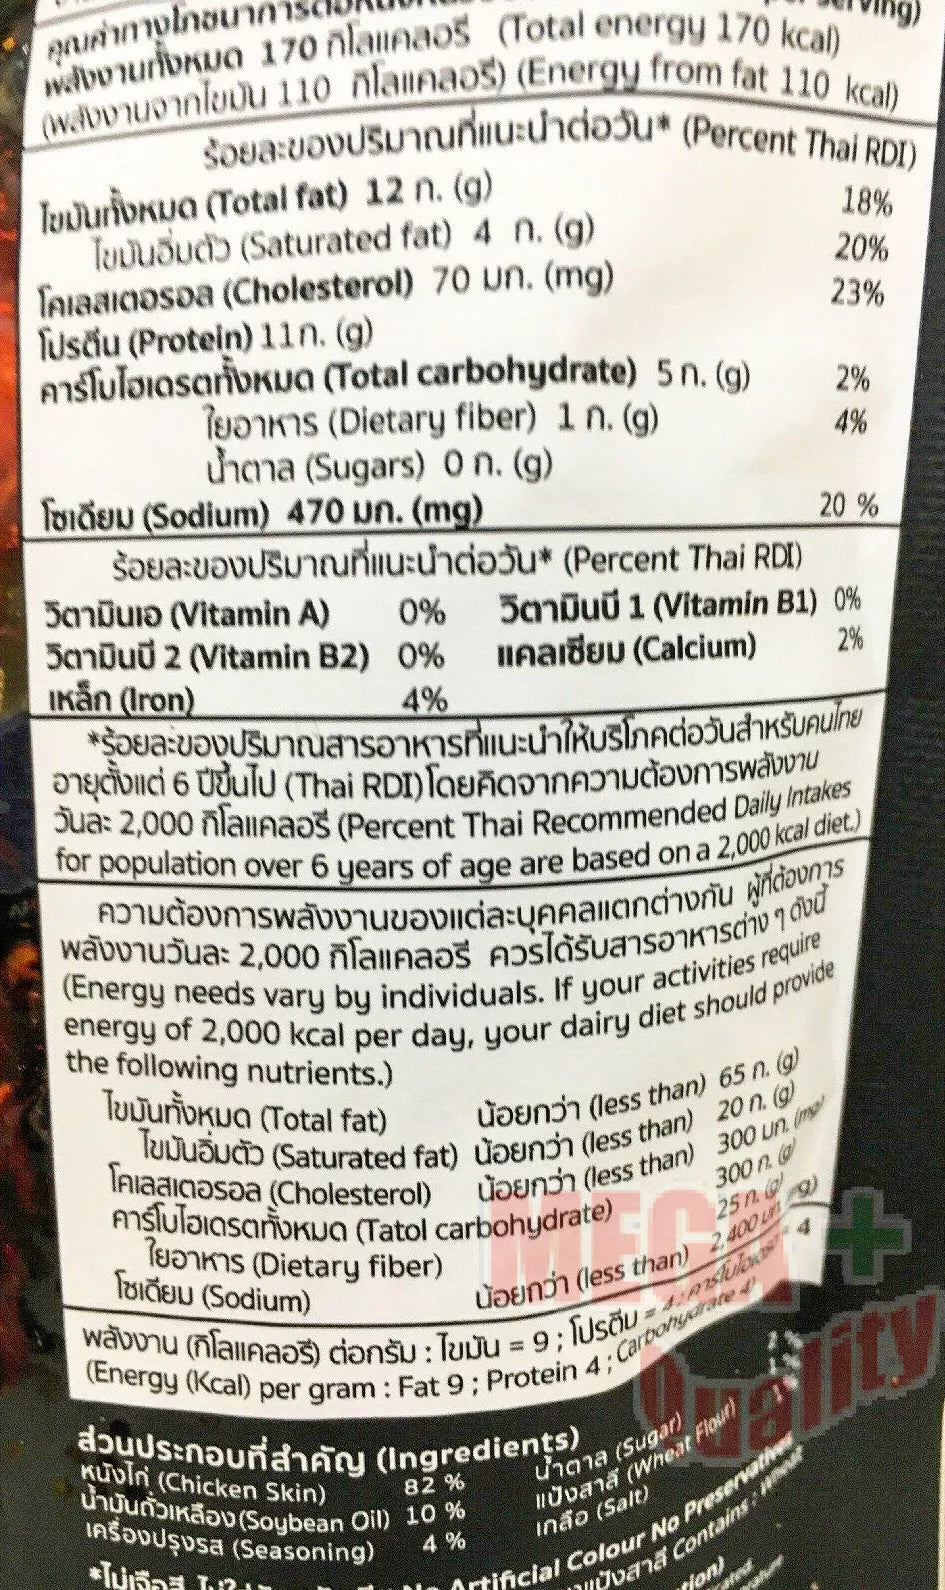 คุณค่าทางโภชนาการต่อหนึ่ง serving)
พลังงานทั้งหมด 170 กิโลแคลอรี (Total energy 170 kcal)
(พลังงานจากไขมัน 110 กิโลแคลอรี) (Energy from fat 110 kcal)
ร้อยละของปริมาณที่แนะนำต่อวัน* (Percent Thai RDI)
ไขมันทั้งหมด (Total fat) 12 ก. (g) 18%
ไขมันอิ่มตัว (Saturated fat) 4 ก. (g) 20%
โคเลสเตอรอล (Cholesterol) 70 มก. (mg) 23%
โปรตีน (Protein) 11ก. (g)
คาร์โบไฮเดรตทั้งหมด (Total carbohydrate) 5 ก. (g) 2%
ใยอาหาร (Dietary fiber) 1 ก. (g) 4%
น้ำตาล (Sugars) 0 ก. (g)
โซเดียม (Sodium) 470 มก. (mg) 20 %
ร้อยละของปริมาณที่แนะนำต่อวัน* (Percent Thai RDI)
วิตามินเอ (Vitamin A) 0% วิตามินบี 1 (Vitamin B1) 0%
วิตามินบี 2 (Vitamin B2) 0% แคลเซียม (Calcium) 2%
เหล็ก (Iron) 4%
*ร้อยละของปริมาณสารอาหารที่แนะนำให้บริโภคต่อวันสำหรับคนไทย
อายุตั้งแต่ 6 ปีขึ้นไป (Thai RDI) โดยคิดจากความต้องการพลังงาน
วันละ 2,000 กิโลแคลอรี (Percent Thai Recommended Daily Intakes
for population over 6 years of age are based on a 2,000 kcal diet.)
ความต้องการพลังงานของแต่ละบุคคลแตกต่างกัน ผู้ที่ต้องการ
พลังงานวันละ 2,000 กิโลแคลอรี ควรได้รับสารอาหารต่าง ๆ ดังนี้
(Energy needs vary by individuals. If your activities require
energy of 2,000 kcal per day, your dairy diet should provide
the following nutrients.)
ไขมันทั้งหมด (Total fat) น้อยกว่า (less than) 65 ก. (g)
ไขมันอิ่มตัว (Saturated fat) น้อยกว่า (less than) 20 ก. (g)
โคเลสเตอรอล (Cholesterol) น้อยกว่า (less than) 300 มก. (mg)
คาร์โบไฮเดรตทั้งหมด (Tatol carbohydrate) 300 ก. (g)
ใยอาหาร (Dietary fiber) 25 ก. (g)
โซเดียม (Sodium) น้อยกว่า (less than) 2,400 มก. (mg)
พลังงาน (กิโลแคลอรี) ต่อกรัม : ไขมัน = 9 ; โปรตีน = 4 ; คาร์โบไฮเดรต = 4
(Energy (Kcal) per gram : Fat 9 ; Protein 4 ; Carbohydrate 4)
MEGA +
Quality
ส่วนประกอบที่สำคัญ (Ingredients)
หนังไก่ (Chicken Skin) 82 % น้ำตาล (Sugar)
น้ำมันถั่วเหลือง (Soybean Oil) 10 % แป้งสาลี (Wheat Flour)
เครื่องปรุงรส (Seasoning) 4 % เกลือ (Salt)
*ไม่เจือสี Artificial Colour No Preservatives
แป้งสาลี Contains : Wheat